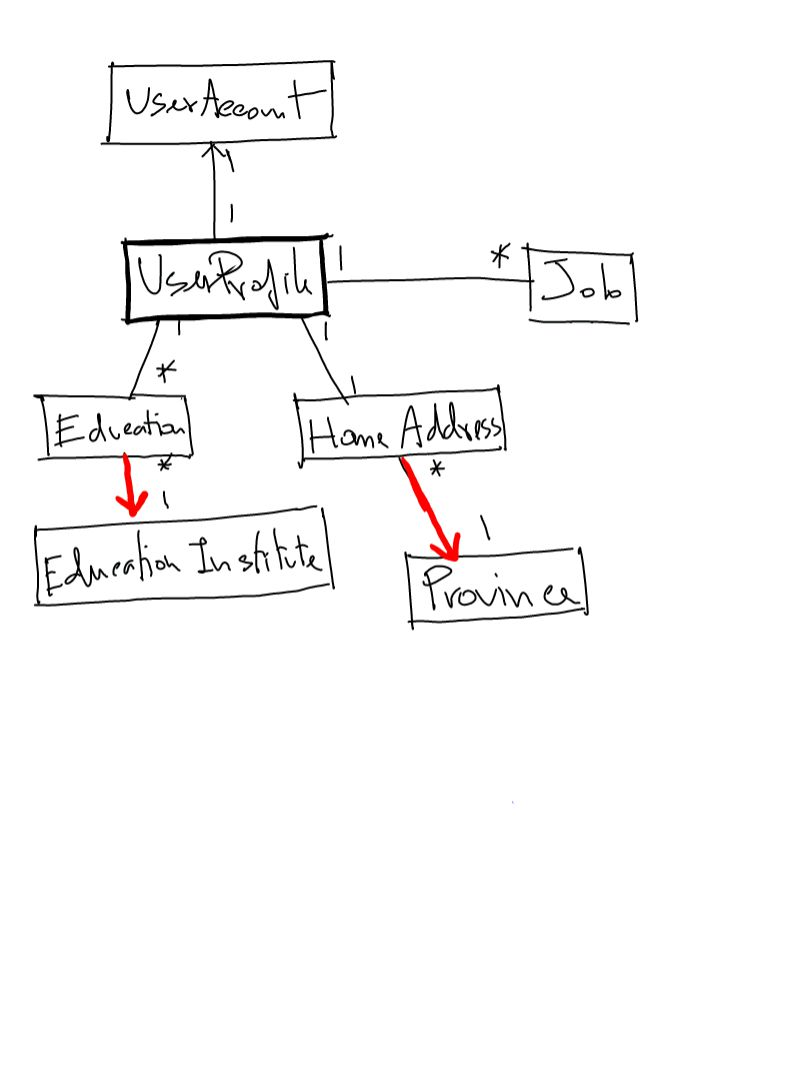 UserAccount
1
1
UserProfile
1
*
Job
1
1
*
1
Education
Home Address
*
*
1
1
Education Institute
Province